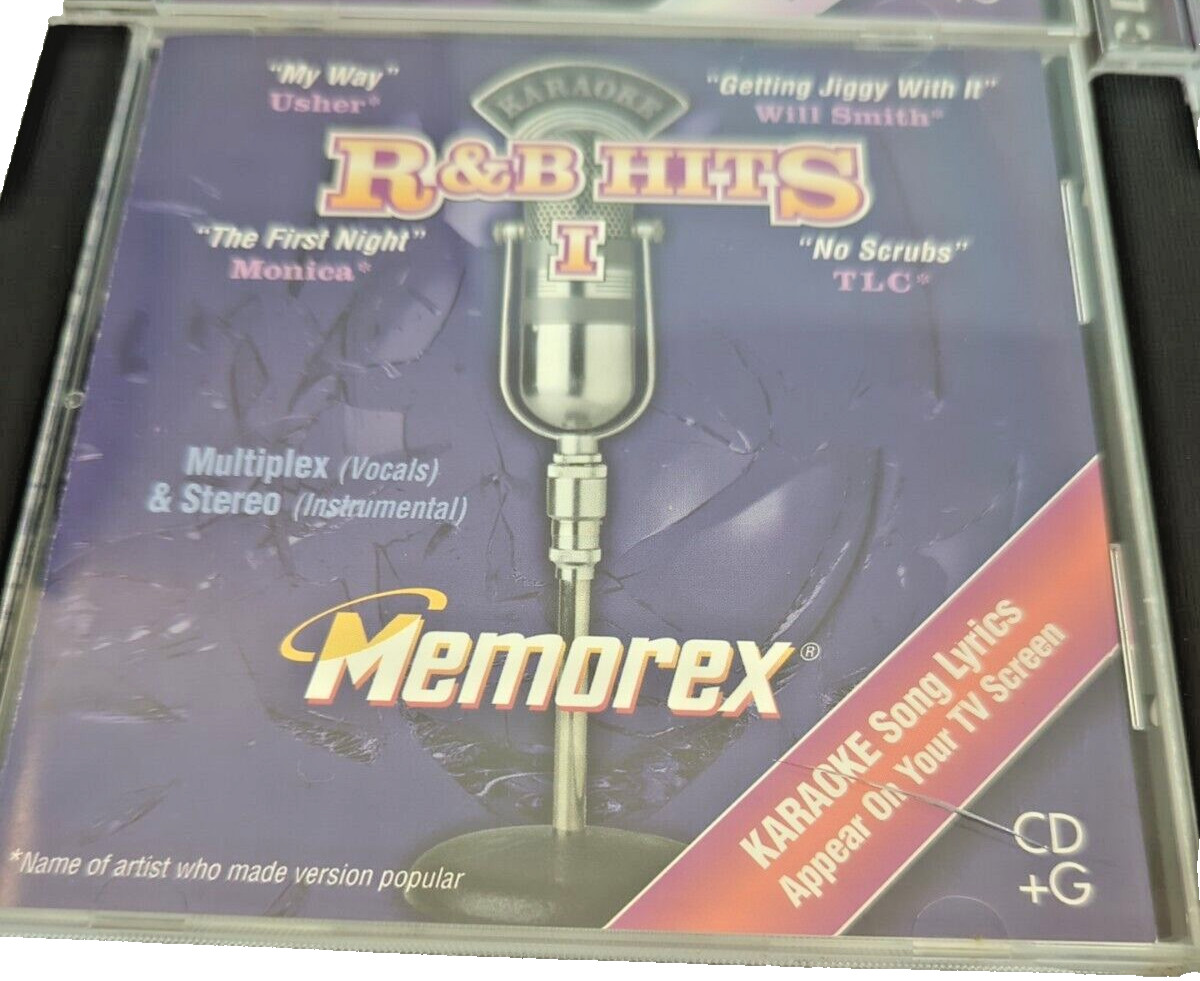 KARAOKE
"My Way"
Usher*
"Getting Jiggy With It"
Will Smith*
R&B HITS
I
"The First Night"
Monica*
"No Scrubs"
TLC*
Multiplex (Vocals)
& Stereo (Instrumental)
Memorex®
KARAOKE Song Lyrics
Appear On Your TV Screen
CD
+G
*Name of artist who made version popular